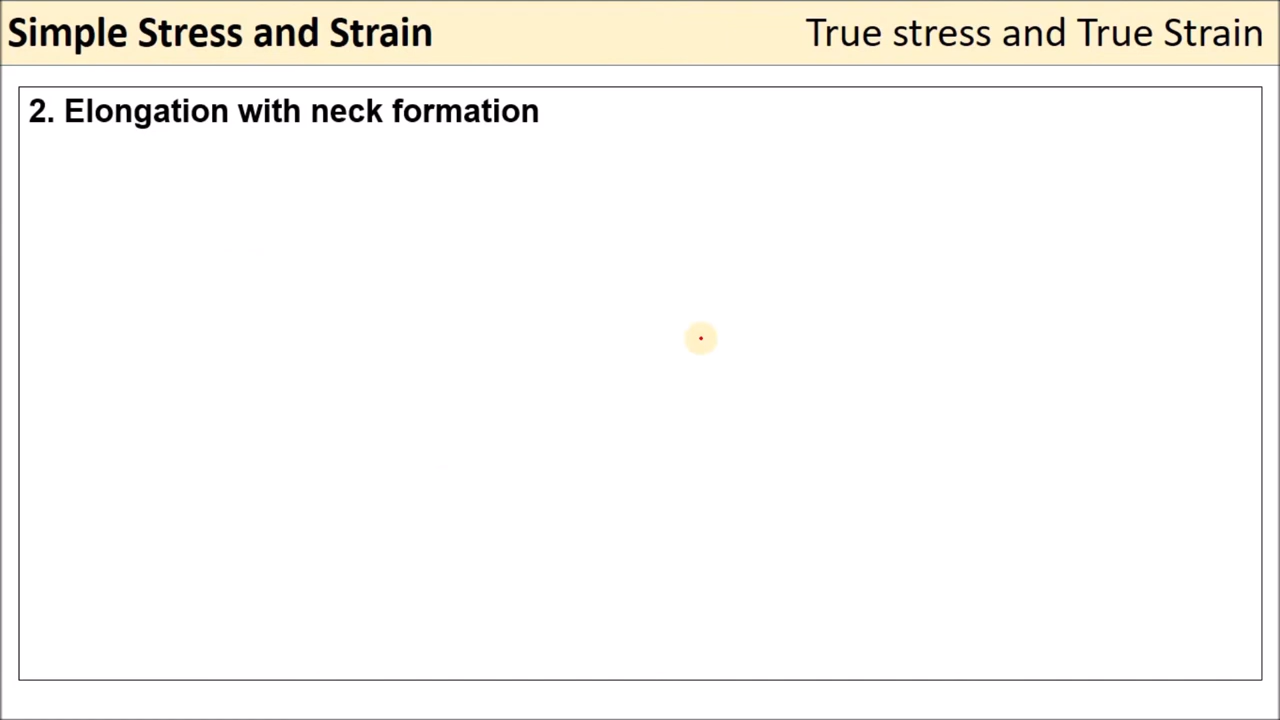 Simple Stress and Strain
True stress and True Strain
2. Elongation with neck formation